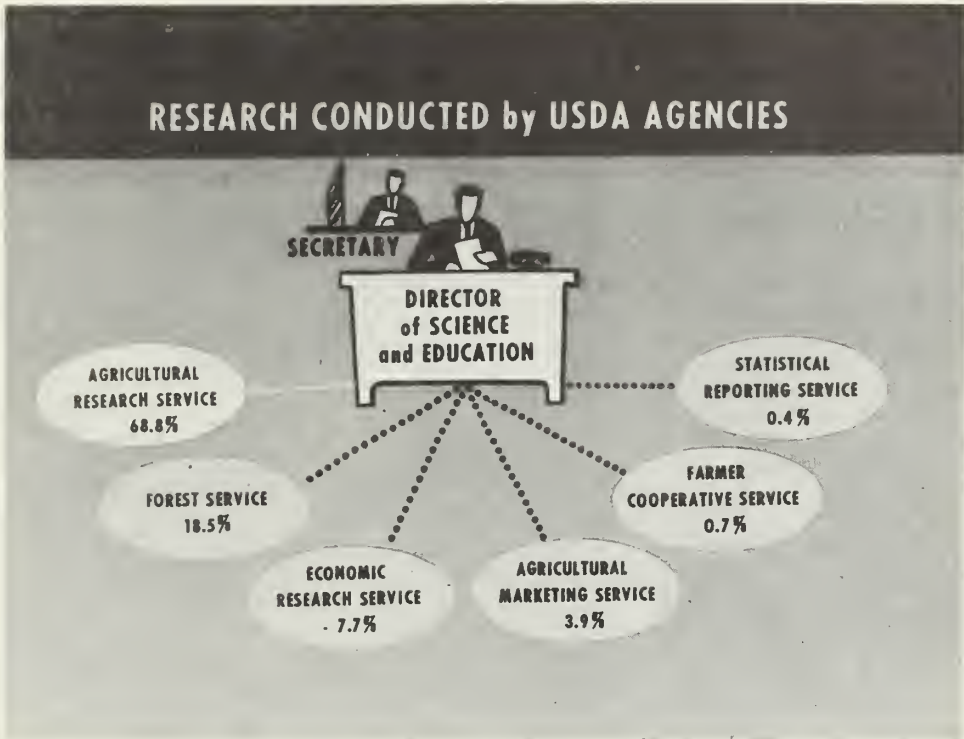 RESEARCH CONDUCTED by USDA AGENCIES
SECRETARY
DIRECTOR
of SCIENCE
and EDUCATION
AGRICULTURAL
RESEARCH SERVICE
68.8%
FOREST SERVICE
18.5%
ECONOMIC
RESEARCH SERVICE
7.7%
AGRICULTURAL
MARKETING SERVICE
3.9%
FARMER
COOPERATIVE SERVICE
0.7%
STATISTICAL
REPORTING SERVICE
0.4%